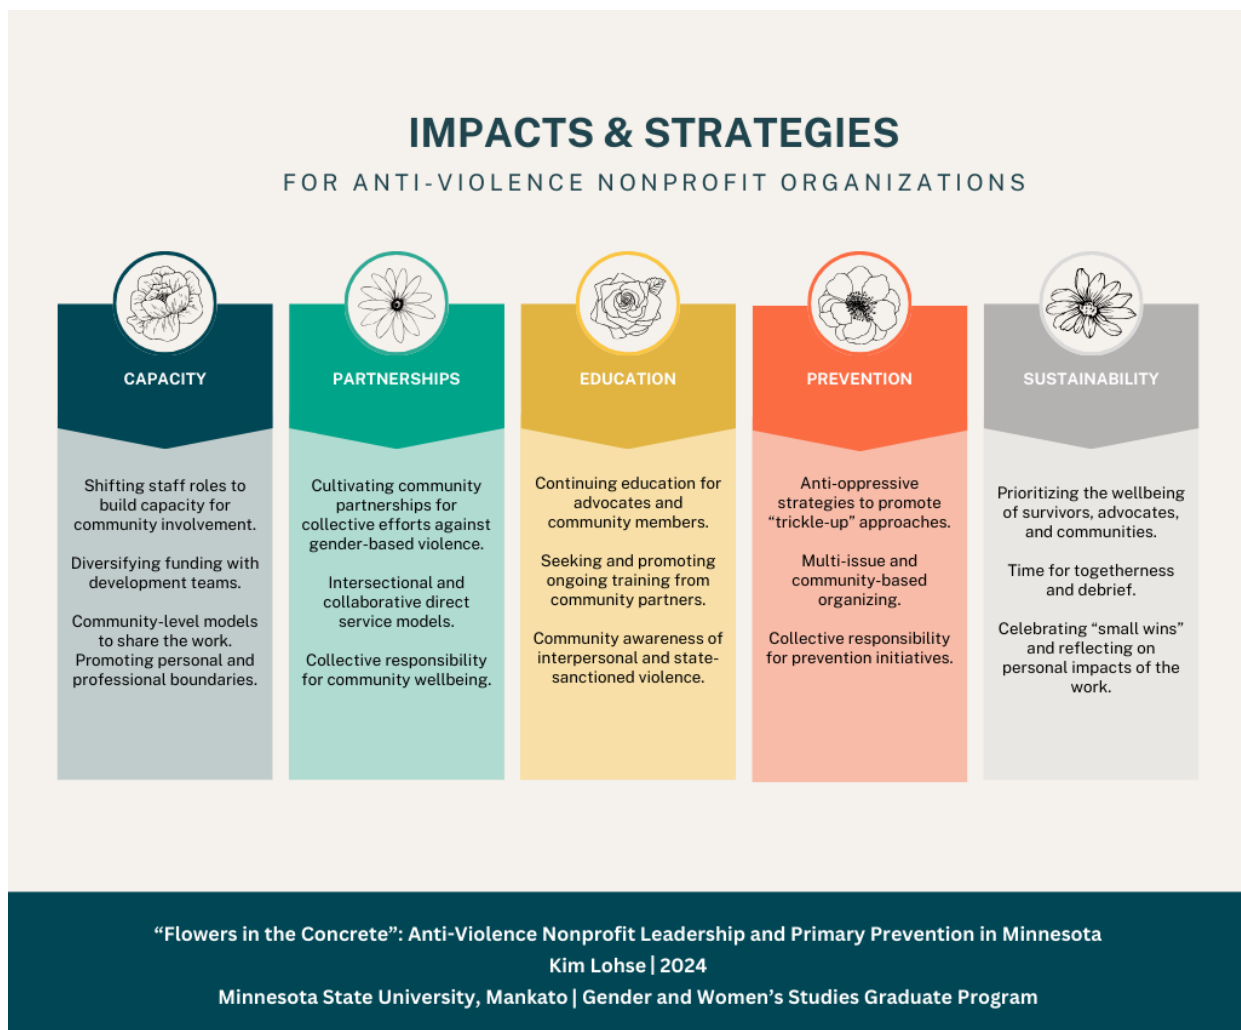 IMPACTS & STRATEGIES
FOR ANTI-VIOLENCE NONPROFIT ORGANIZATIONS
CAPACITY
Shifting staff roles to
build capacity for
community involvement.
Diversifying funding with
development teams.
Community-level models
to share the work.
Promoting personal and
professional boundaries.
PARTNERSHIPS
Cultivating community
partnerships for
collective efforts against
gender-based violence.
Intersectional and
collaborative direct
service models.
Collective responsibility
for community wellbeing.
EDUCATION
Continuing education for
advocates and
community members.
Seeking and promoting
ongoing training from
community partners.
Community awareness of
interpersonal and state-
sanctioned violence.
PREVENTION
Anti-oppressive
strategies to promote
“trickle-up” approaches.
Multi-issue and
community-based
organizing.
Collective responsibility
for prevention initiatives.
SUSTAINABILITY
Prioritizing the wellbeing
of survivors, advocates,
and communities.
Time for togetherness
and debrief.
Celebrating “small wins”
and reflecting on
personal impacts of the
work.
“Flowers in the Concrete”: Anti-Violence Nonprofit Leadership and Primary Prevention in Minnesota
Kim Lohse | 2024
Minnesota State University, Mankato | Gender and Women’s Studies Graduate Program